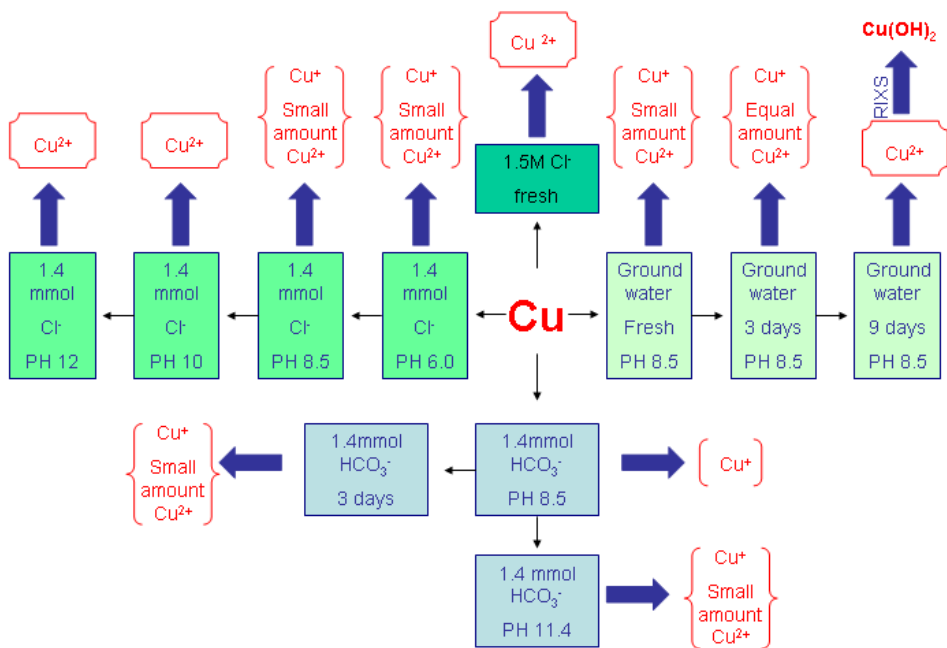 Cu(OH)₂
RIXS
Cu ²⁺
Cu⁺
Small
amount
Cu²⁺
Cu⁺
Small
amount
Cu²⁺
Cu⁺
Small
amount
Cu²⁺
Cu⁺
Equal
amount
Cu²⁺
Cu²⁺
Cu²⁺
Cu²⁺
1.5M Cl⁻
fresh
1.4
mmol
Cl⁻
PH 12
1.4
mmol
Cl⁻
PH 10
1.4
mmol
Cl⁻
PH 8.5
1.4
mmol
Cl⁻
PH 6.0
Cu
Ground
water
Fresh
PH 8.5
Ground
water
3 days
PH 8.5
Ground
water
9 days
PH 8.5
Cu⁺
Small
amount
Cu²⁺
1.4mmol
HCO₃⁻
3 days
1.4mmol
HCO₃⁻
PH 8.5
Cu⁺
1.4 mmol
HCO₃⁻
PH 11.4
Cu⁺
Small
amount
Cu²⁺